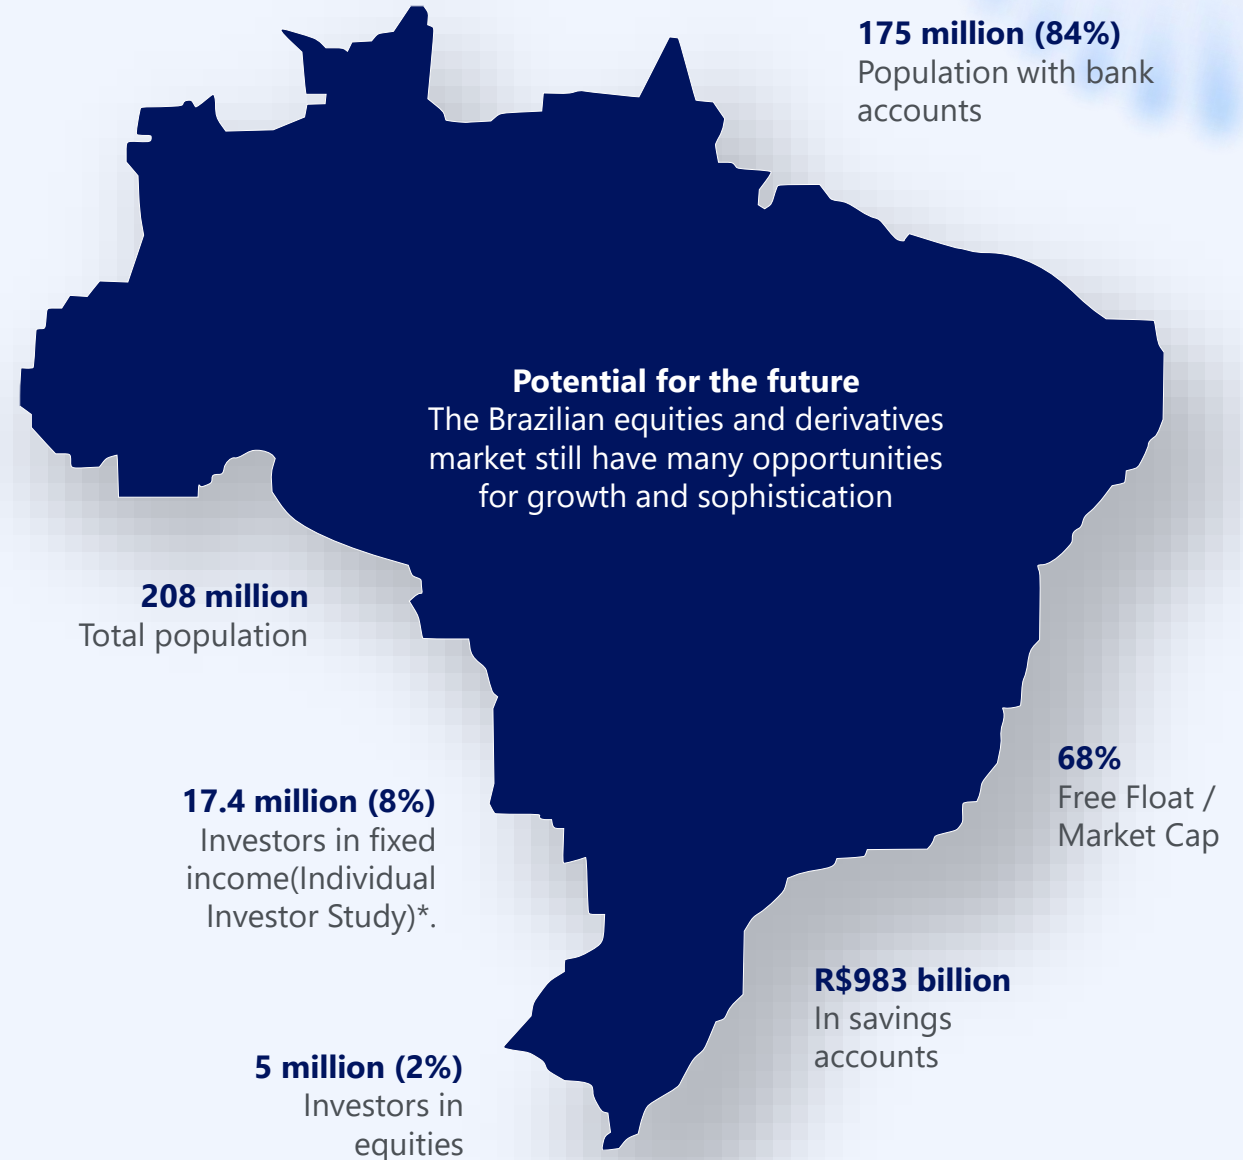 175 million (84%)
Population with bank
accounts
Potential for the future
The Brazilian equities and derivatives
market still have many opportunities
for growth and sophistication
208 million
Total population
68%
Free Float /
Market Cap
17.4 million (8%)
Investors in fixed
income(Individual
Investor Study)*.
R$983 billion
In savings
accounts
5 million (2%)
Investors in
equities